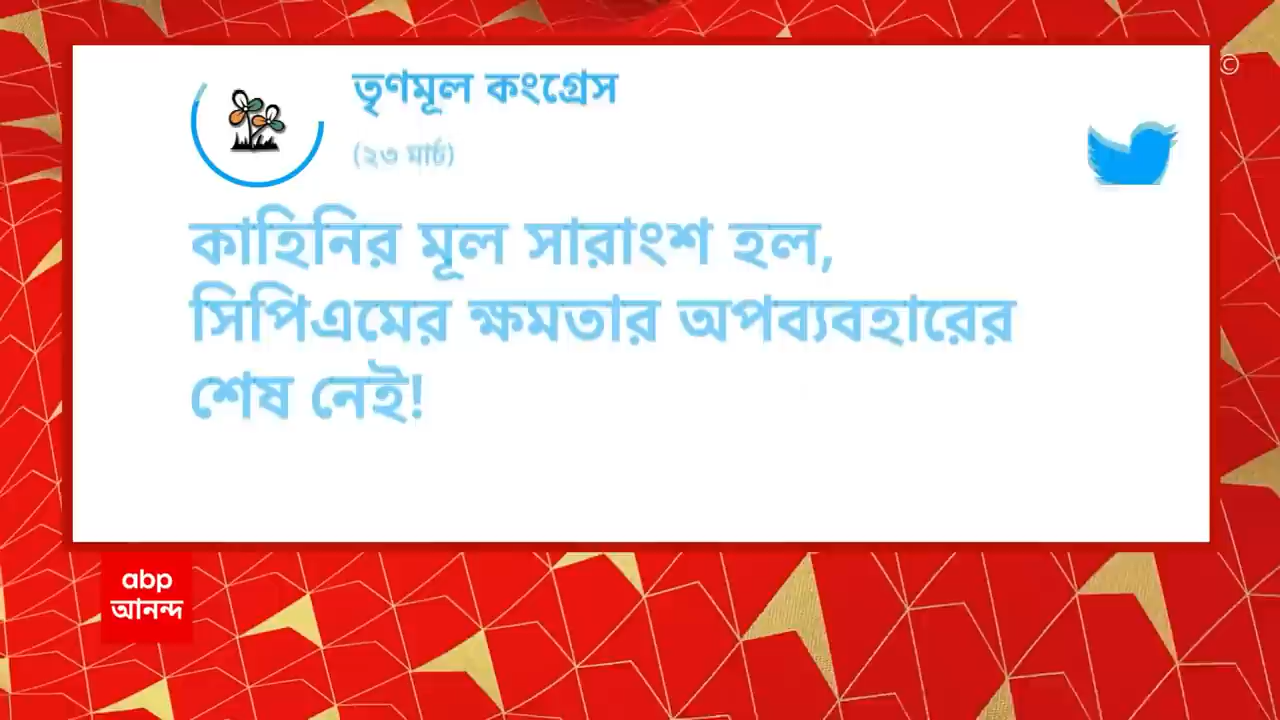 তৃণমূল কংগ্রেস
(২৩ মার্চ)
কাহিনির মূল সারাংশ হল,
সিপিএমের ক্ষমতার অপব্যবহারের
শেষ নেই!
abp
আনন্দ
©